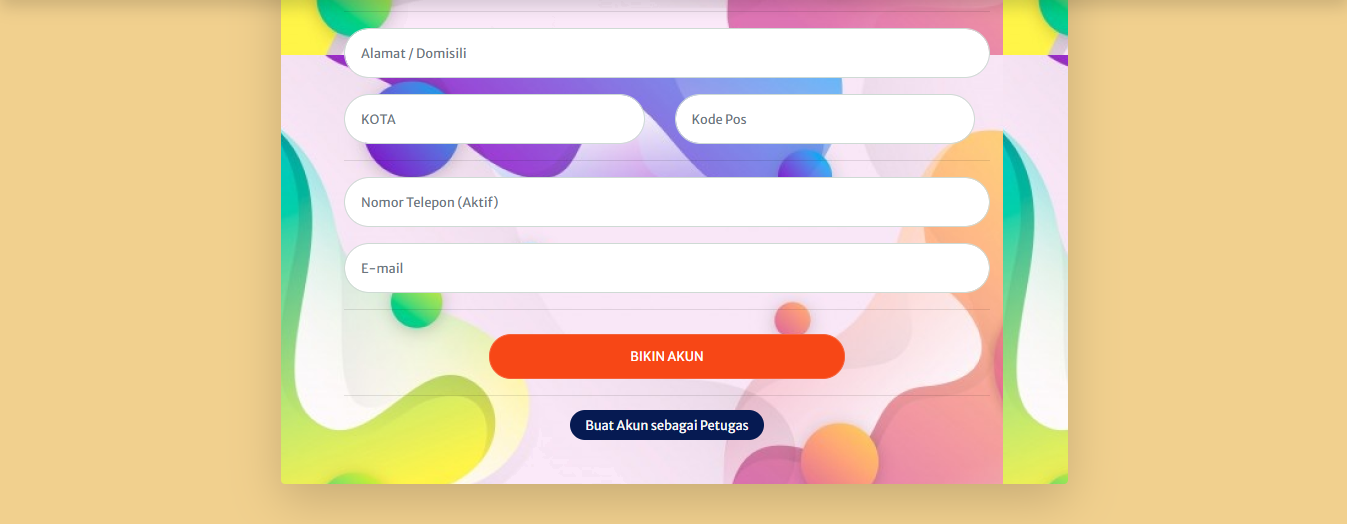 Alamat / Domisili
KOTA
Kode Pos
Nomor Telepon (Aktif)
E-mail
BIKIN AKUN
Buat Akun sebagai Petugas